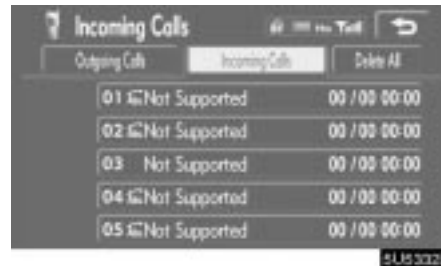 Incoming Calls
Outgoing Calls Incoming Calls Delete All
01 Not Supported 00 / 00 00:00
02 Not Supported 00 / 00 00:00
03 Not Supported 00 / 00 00:00
04 Not Supported 00 / 00 00:00
05 Not Supported 00 / 00 00:00